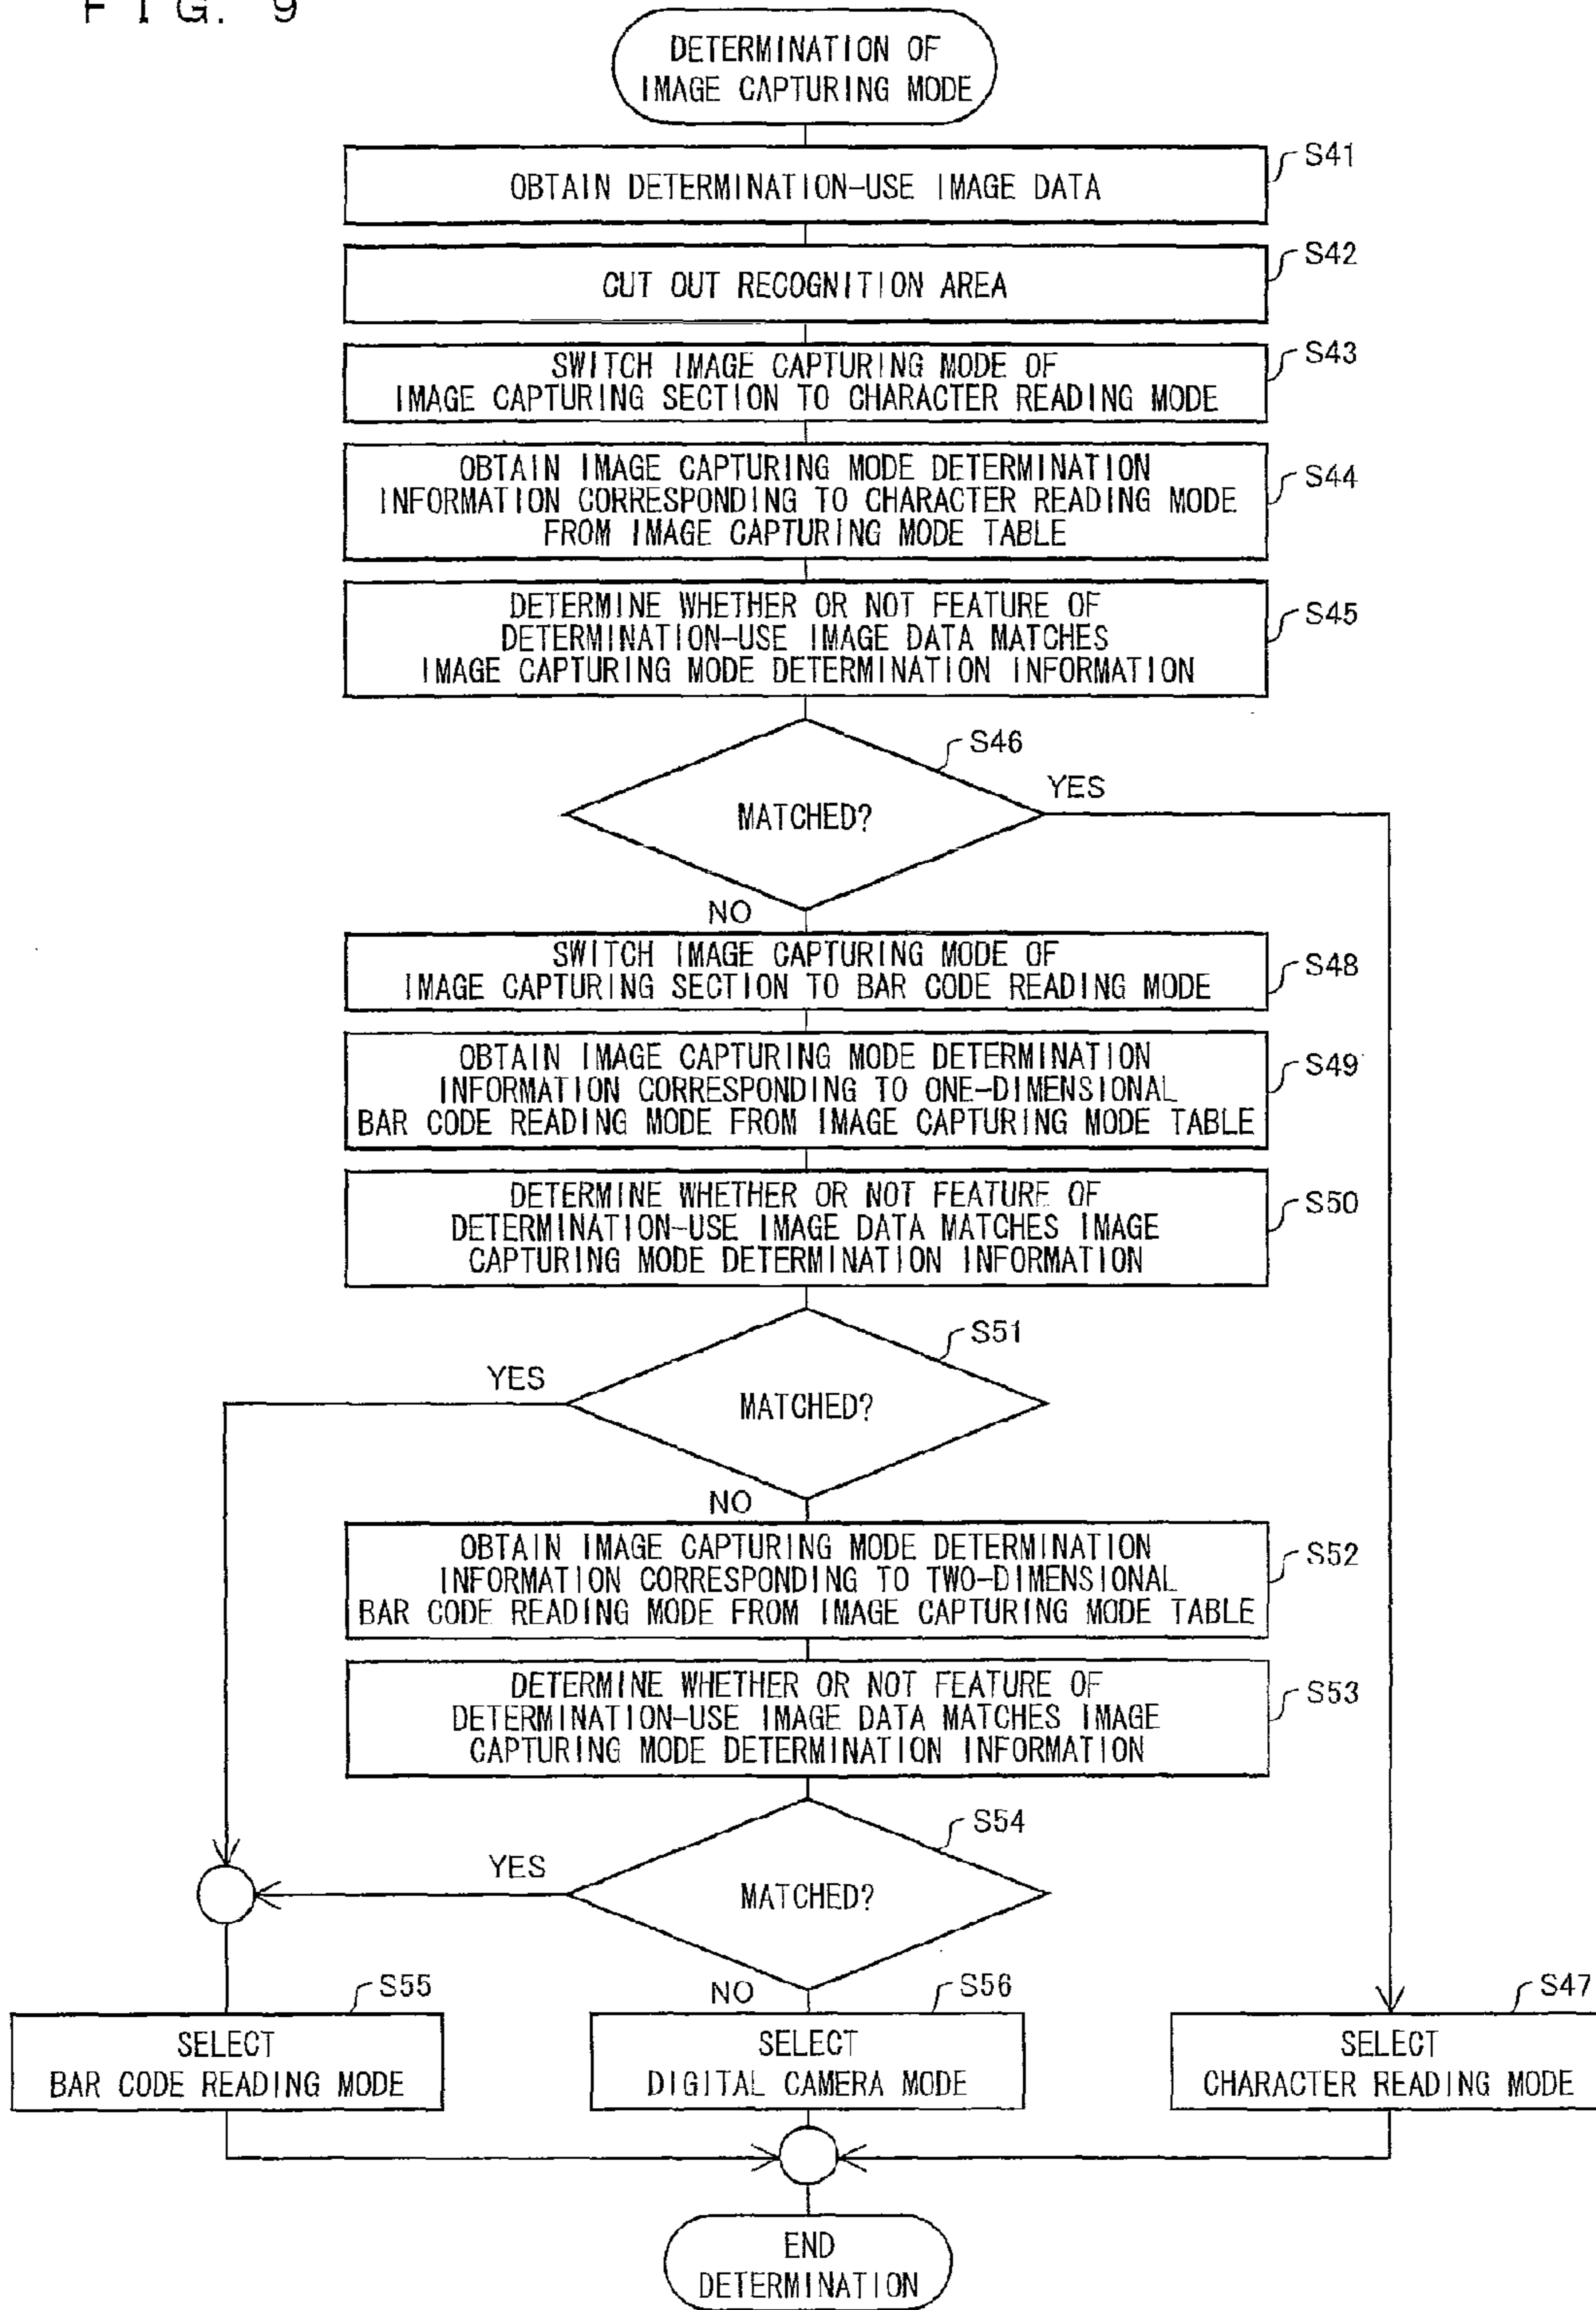 FIG. 9
DETERMINATION OF
IMAGE CAPTURING MODE
S41
OBTAIN DETERMINATION-USE IMAGE DATA
S42
CUT OUT RECOGNITION AREA
S43
SWITCH IMAGE CAPTURING MODE OF
IMAGE CAPTURING SECTION TO CHARACTER READING MODE
S44
OBTAIN IMAGE CAPTURING MODE DETERMINATION
INFORMATION CORRESPONDING TO CHARACTER READING MODE
FROM IMAGE CAPTURING MODE TABLE
S45
DETERMINE WHETHER OR NOT FEATURE OF
DETERMINATION-USE IMAGE DATA MATCHES
IMAGE CAPTURING MODE DETERMINATION INFORMATION
S46
YES
MATCHED?
NO
S48
SWITCH IMAGE CAPTURING MODE OF
IMAGE CAPTURING SECTION TO BAR CODE READING MODE
S49
OBTAIN IMAGE CAPTURING MODE DETERMINATION
INFORMATION CORRESPONDING TO ONE-DIMENSIONAL
BAR CODE READING MODE FROM IMAGE CAPTURING MODE TABLE
S50
DETERMINE WHETHER OR NOT FEATURE OF
DETERMINATION-USE IMAGE DATA MATCHES IMAGE
CAPTURING MODE DETERMINATION INFORMATION
S51
YES
MATCHED?
NO
S52
OBTAIN IMAGE CAPTURING MODE DETERMINATION
INFORMATION CORRESPONDING TO TWO-DIMENSIONAL
BAR CODE READING MODE FROM IMAGE CAPTURING MODE TABLE
S53
DETERMINE WHETHER OR NOT FEATURE OF
DETERMINATION-USE IMAGE DATA MATCHES IMAGE
CAPTURING MODE DETERMINATION INFORMATION
S54
YES
MATCHED?
NO
S55
SELECT
BAR CODE READING MODE
S56
SELECT
DIGITAL CAMERA MODE
S47
SELECT
CHARACTER READING MODE
END
DETERMINATION